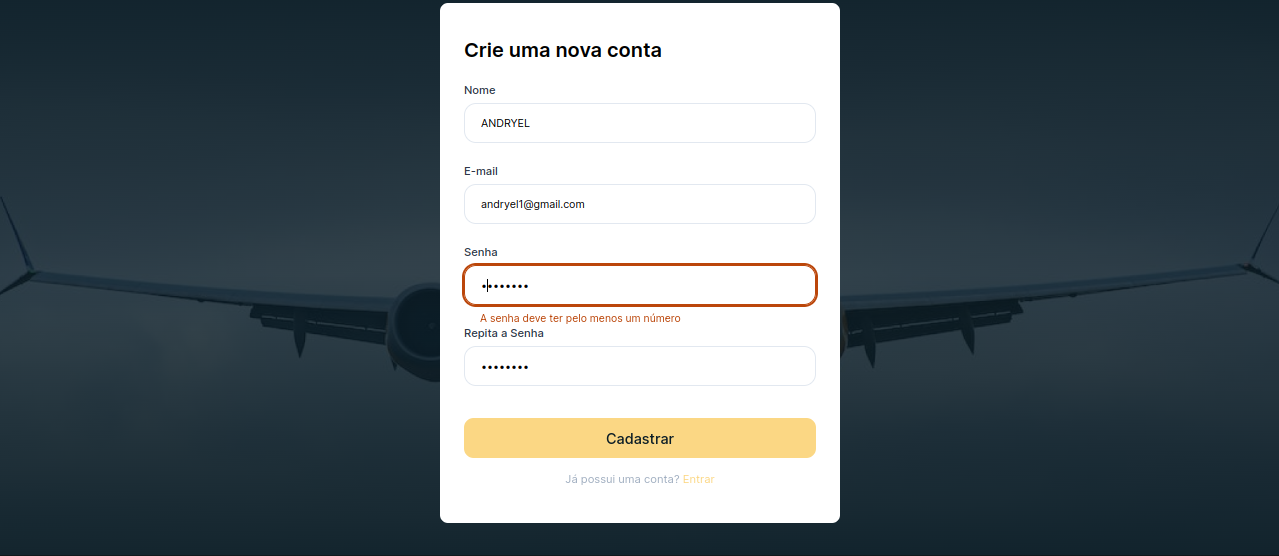 Crie uma nova conta
Nome
ANDRYEL
E-mail
andryel1@gmail.com
Senha
••••••••
A senha deve ter pelo menos um número
Repita a Senha
••••••••
Cadastrar
Já possui uma conta? Entrar